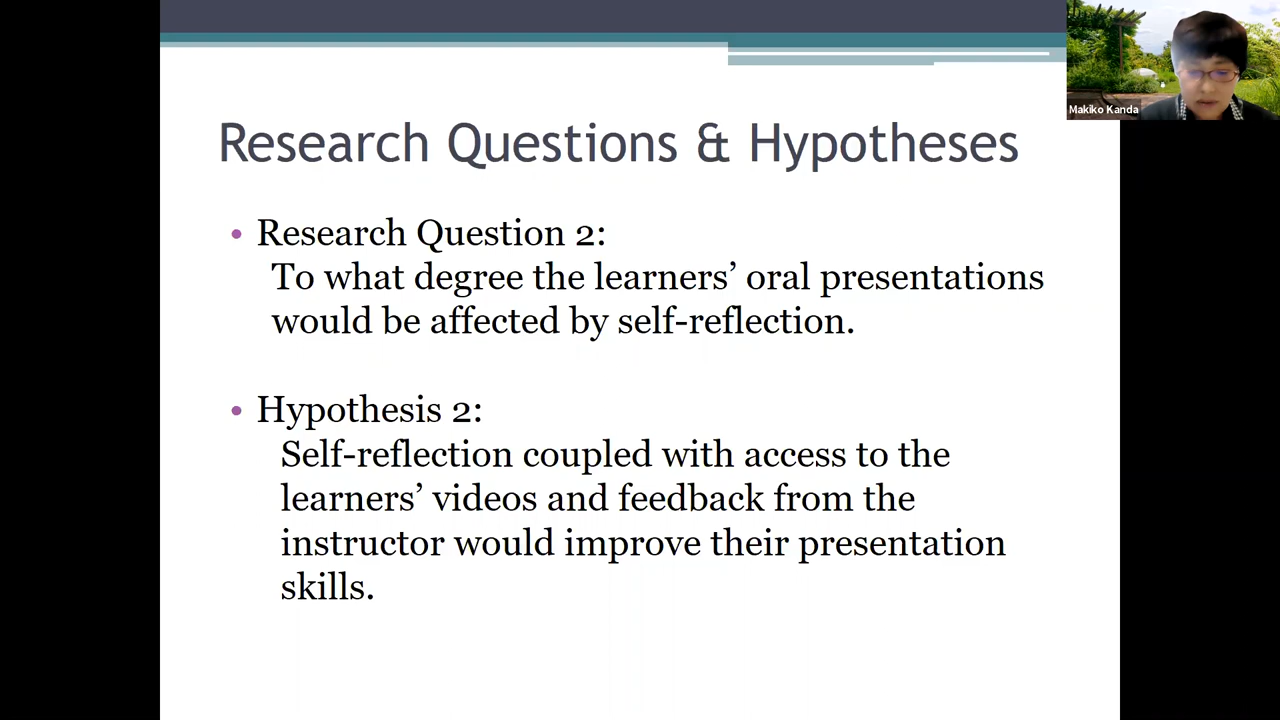 Makiko Kanda
Research Questions & Hypotheses
• Research Question 2:
To what degree the learners’ oral presentations
would be affected by self-reflection.
• Hypothesis 2:
Self-reflection coupled with access to the
learners’ videos and feedback from the
instructor would improve their presentation
skills.